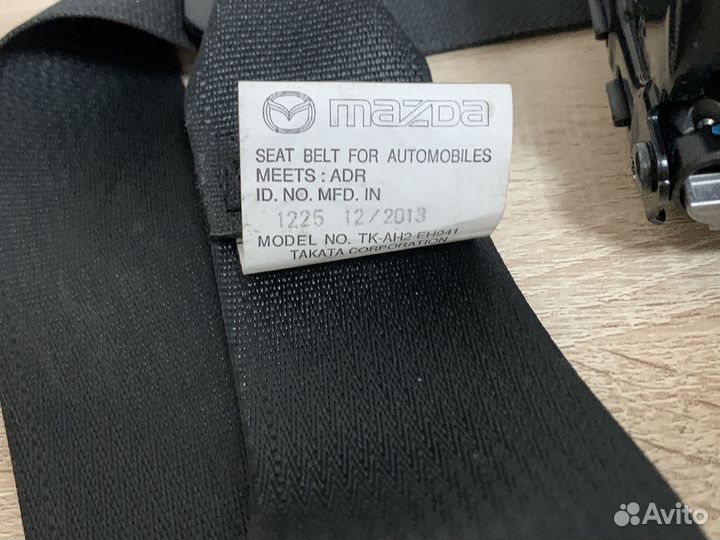 mazda
SEAT BELT FOR AUTOMOBILES
MEETS : ADR
ID. NO. MFD. IN
1225 12/2013
MODEL NO. TK-AH2-EH941
TAKATA CORPORATION
Avito